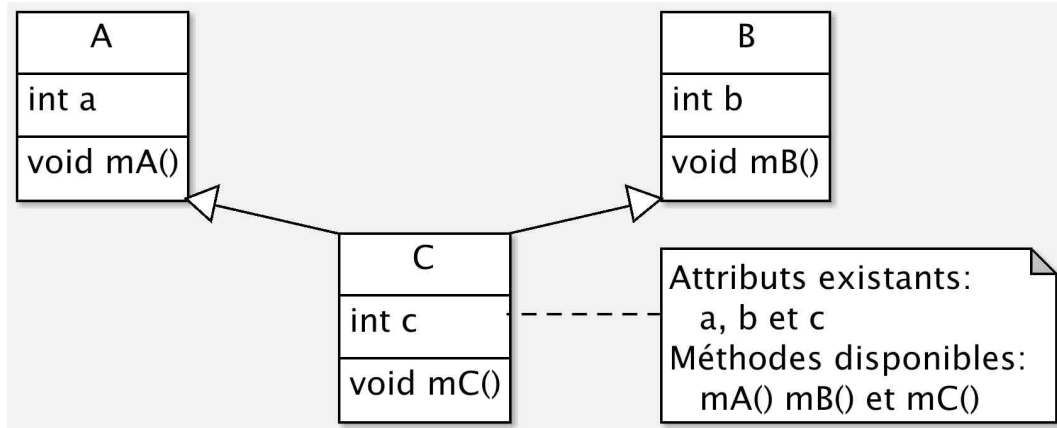 A
int a
void mA()
B
int b
void mB()
C
int c
void mC()
Attributs existants:
a, b et c
Méthodes disponibles:
mA() mB() et mC()